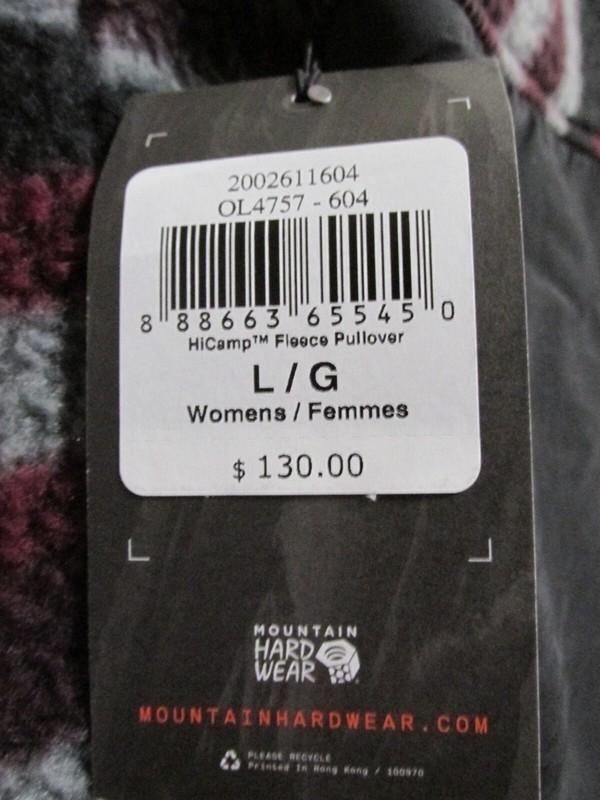 2002611604
OL4757 - 604
8 88663 65545 0
HiCamp™ Fleece Pullover
L / G
Womens / Femmes
$ 130.00
MOUNTAIN
HARD
WEAR
MOUNTAINHARDWEAR.COM
PLEASE RECYCLE
Printed in Hong Kong / 100970